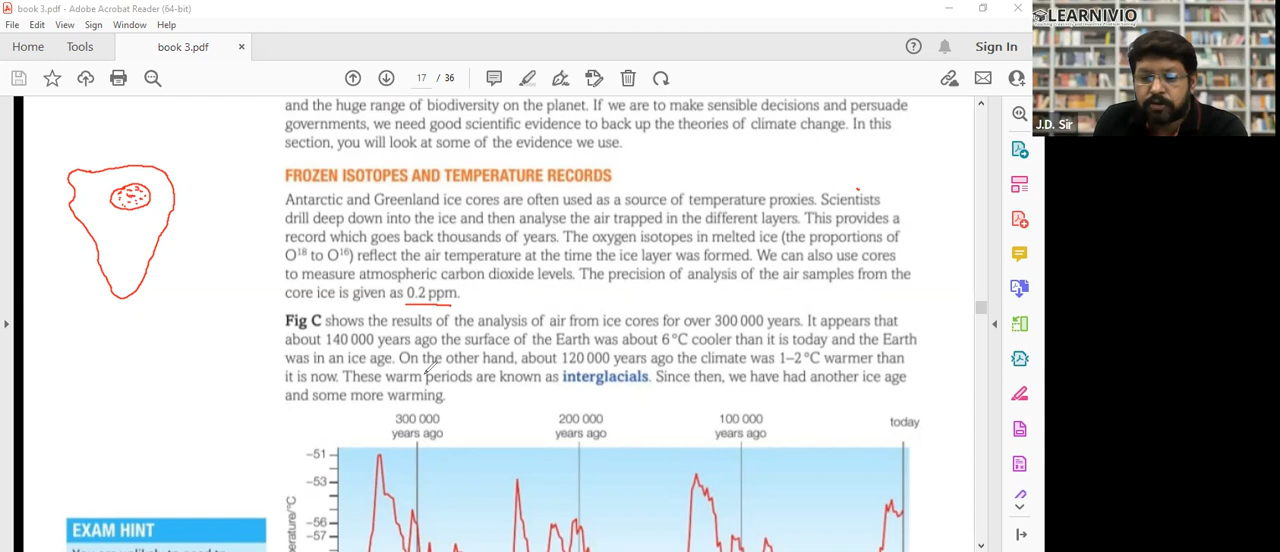 book 3.pdf - Adobe Acrobat Reader (64-bit)
File Edit View Sign Window Help
Home Tools book 3.pdf × Sign In
17 / 36
LEARNIVIO
J.D. Sir
and the huge range of biodiversity on the planet. If we are to make sensible decisions and persuade
governments, we need good scientific evidence to back up the theories of climate change. In this
section, you will look at some of the evidence we use.
FROZEN ISOTOPES AND TEMPERATURE RECORDS
Antarctic and Greenland ice cores are often used as a source of temperature proxies. Scientists
drill deep down into the ice and then analyse the air trapped in the different layers. This provides a
record which goes back thousands of years. The oxygen isotopes in melted ice (the proportions of
O¹⁸ to O¹⁶) reflect the air temperature at the time the ice layer was formed. We can also use cores
to measure atmospheric carbon dioxide levels. The precision of analysis of the air samples from the
core ice is given as 0.2 ppm.
Fig C shows the results of the analysis of air from ice cores for over 300 000 years. It appears that
about 140 000 years ago the surface of the Earth was about 6 °C cooler than it is today and the Earth
was in an ice age. On the other hand, about 120 000 years ago the climate was 1–2 °C warmer than
it is now. These warm periods are known as interglacials. Since then, we have had another ice age
and some more warming.
300 000 200 000 100 000 today
years ago years ago years ago
–51
–53
–56
–57
EXAM HINT